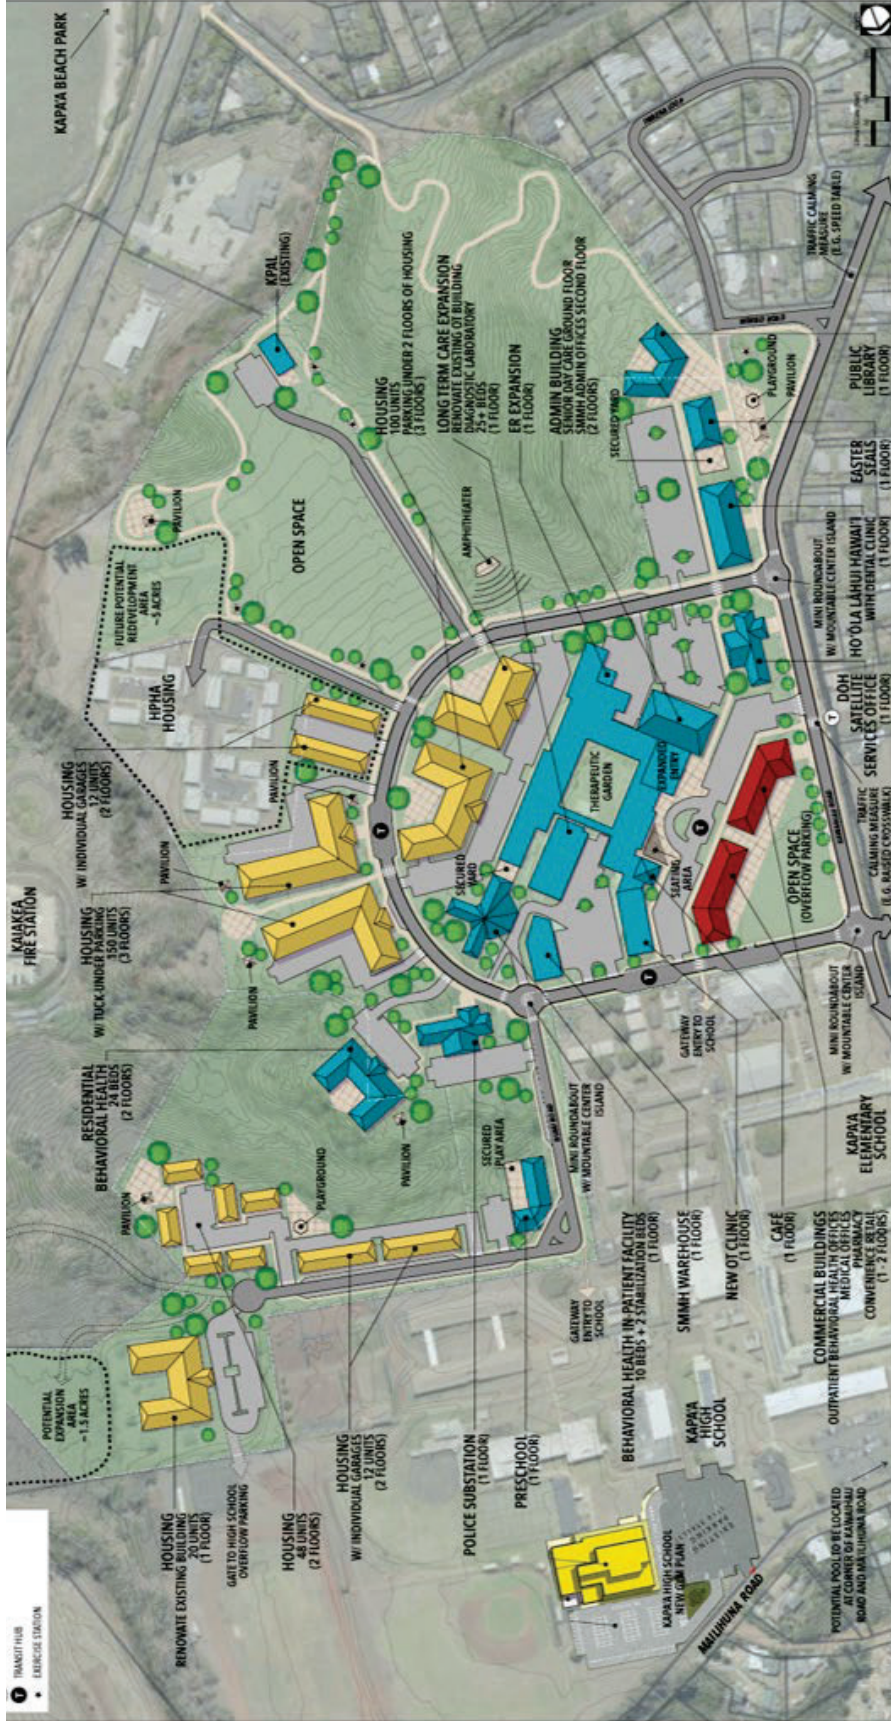 TRANSIT HUB
EXERCISE STATION
POTENTIAL
EXPANSION
AREA
~1.5 ACRES
HOUSING
RENOVATE EXISTING BUILDING
20 UNITS
(1 FLOOR)
GATE TO HIGH SCHOOL
OVERFLOW PARKING
HOUSING
48 UNITS
(2 FLOORS)
HOUSING
W/ INDIVIDUAL GARAGES
12 UNITS
(2 FLOORS)
PAVILION
PLAYGROUND
RESIDENTIAL
BEHAVIORAL HEALTH
24 BEDS
(2 FLOORS)
PAVILION
SECURED
PLAY AREA
POLICE SUBSTATION
(1 FLOOR)
PRESCHOOL
(1 FLOOR)
GATEWAY
ENTRY TO
SCHOOL
MINI ROUNDABOUT
W/ MOUNTABLE CENTER
ISLAND
KAIAKEA
FIRE STATION
HOUSING
W/ TUCK-UNDER PARKING
150 UNITS
(3 FLOORS)
PAVILION
PAVILION
HOUSING
W/ INDIVIDUAL GARAGES
12 UNITS
(2 FLOORS)
PAVILION
HPHA
HOUSING
FUTURE POTENTIAL
REDEVELOPMENT
AREA
~5 ACRES
PAVILION
OPEN SPACE
KPAL
(EXISTING)
KAPA'A BEACH PARK
AMPHITHEATER
HOUSING
100 UNITS
PARKING UNDER 2 FLOORS OF HOUSING
(3 FLOORS)
LONG TERM CARE EXPANSION
RENOVATE EXISTING OT BUILDING
DIAGNOSTIC LABORATORY
25+ BEDS
(1 FLOOR)
ER EXPANSION
(1 FLOOR)
ADMIN BUILDING
SENIOR DAY CARE GROUND FLOOR
SMMH ADMIN OFFICES SECOND FLOOR
(2 FLOORS)
SECURED YARD
SECURED
YARD
THERAPEUTIC
GARDEN
EXPANDED
ENTRY
SEATING
AREA
T
T
T
T
OPEN SPACE
(OVERFLOW PARKING)
GATEWAY
ENTRY TO
SCHOOL
BEHAVIORAL HEALTH IN-PATIENT FACILITY
10 BEDS + 2 STABILIZATION BEDS
(1 FLOOR)
SMMH WAREHOUSE
(1 FLOOR)
NEW OT CLINIC
(1 FLOOR)
CAFÉ
(1 FLOOR)
COMMERCIAL BUILDINGS
OUTPATIENT BEHAVIORAL HEALTH OFFICES
MEDICAL OFFICES
PHARMACY
CONVENIENCE RETAIL
(1 - 2 FLOORS)
KAPA'A
ELEMENTARY
SCHOOL
MINI ROUNDABOUT
W/ MOUNTABLE CENTER
ISLAND
TRAFFIC
CALMING MEASURE
(E.G. RAISED CROSSWALK)
DOH
SATELLITE
SERVICES OFFICE
(1 FLOOR)
MINI ROUNDABOUT
W/ MOUNTABLE CENTER ISLAND
HO'OLA LAHUI HAWAI'I
WITH DENTAL CLINIC
(1 FLOOR)
EASTER
SEALS
(1 FLOOR)
PUBLIC
LIBRARY
(1 FLOOR)
PLAYGROUND
PAVILION
TRAFFIC CALMING
MEASURE
(E.G. SPEED TABLE)
KAPA'A
HIGH
SCHOOL
KAPA'A HIGH SCHOOL
NEW GYM PLAN
MAILIHUNA ROAD
POTENTIAL POOL ID BE LOCATED
AT CORNER OF KAWAIHAU
ROAD AND MAILIHUNA ROAD